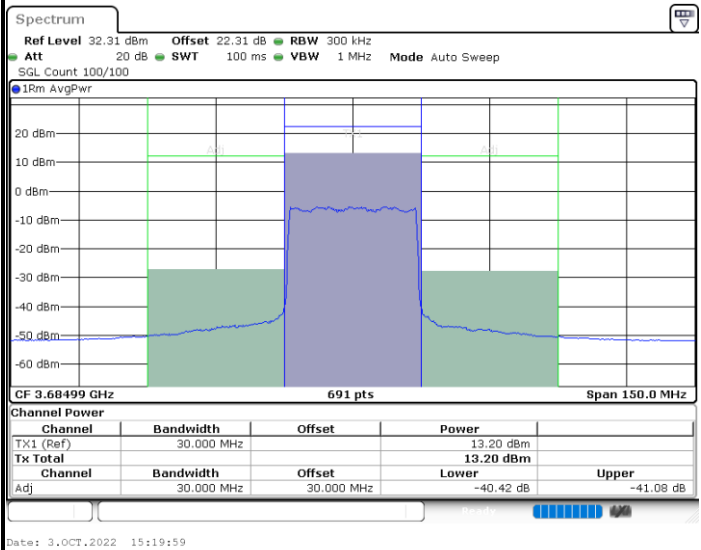 Spectrum
Ref Level 32.31 dBm Offset 22.31 dB RBW 300 kHz
Att 20 dB SWT 100 ms VBW 1 MHz Mode Auto Sweep
SGL Count 100/100
1Rm AvgPwr
20 dBm
Adj Adj
10 dBm
0 dBm
-10 dBm
-20 dBm
-30 dBm
-40 dBm
-50 dBm
-60 dBm
CF 3.68499 GHz 691 pts Span 150.0 MHz
Channel Power
Channel Bandwidth Offset Power
TX1 (Ref) 30.000 MHz 13.20 dBm
Tx Total 13.20 dBm
Channel Bandwidth Offset Lower Upper
Adj 30.000 MHz 30.000 MHz -40.42 dB -41.08 dB
Ready
Date: 3.OCT.2022 15:19:59